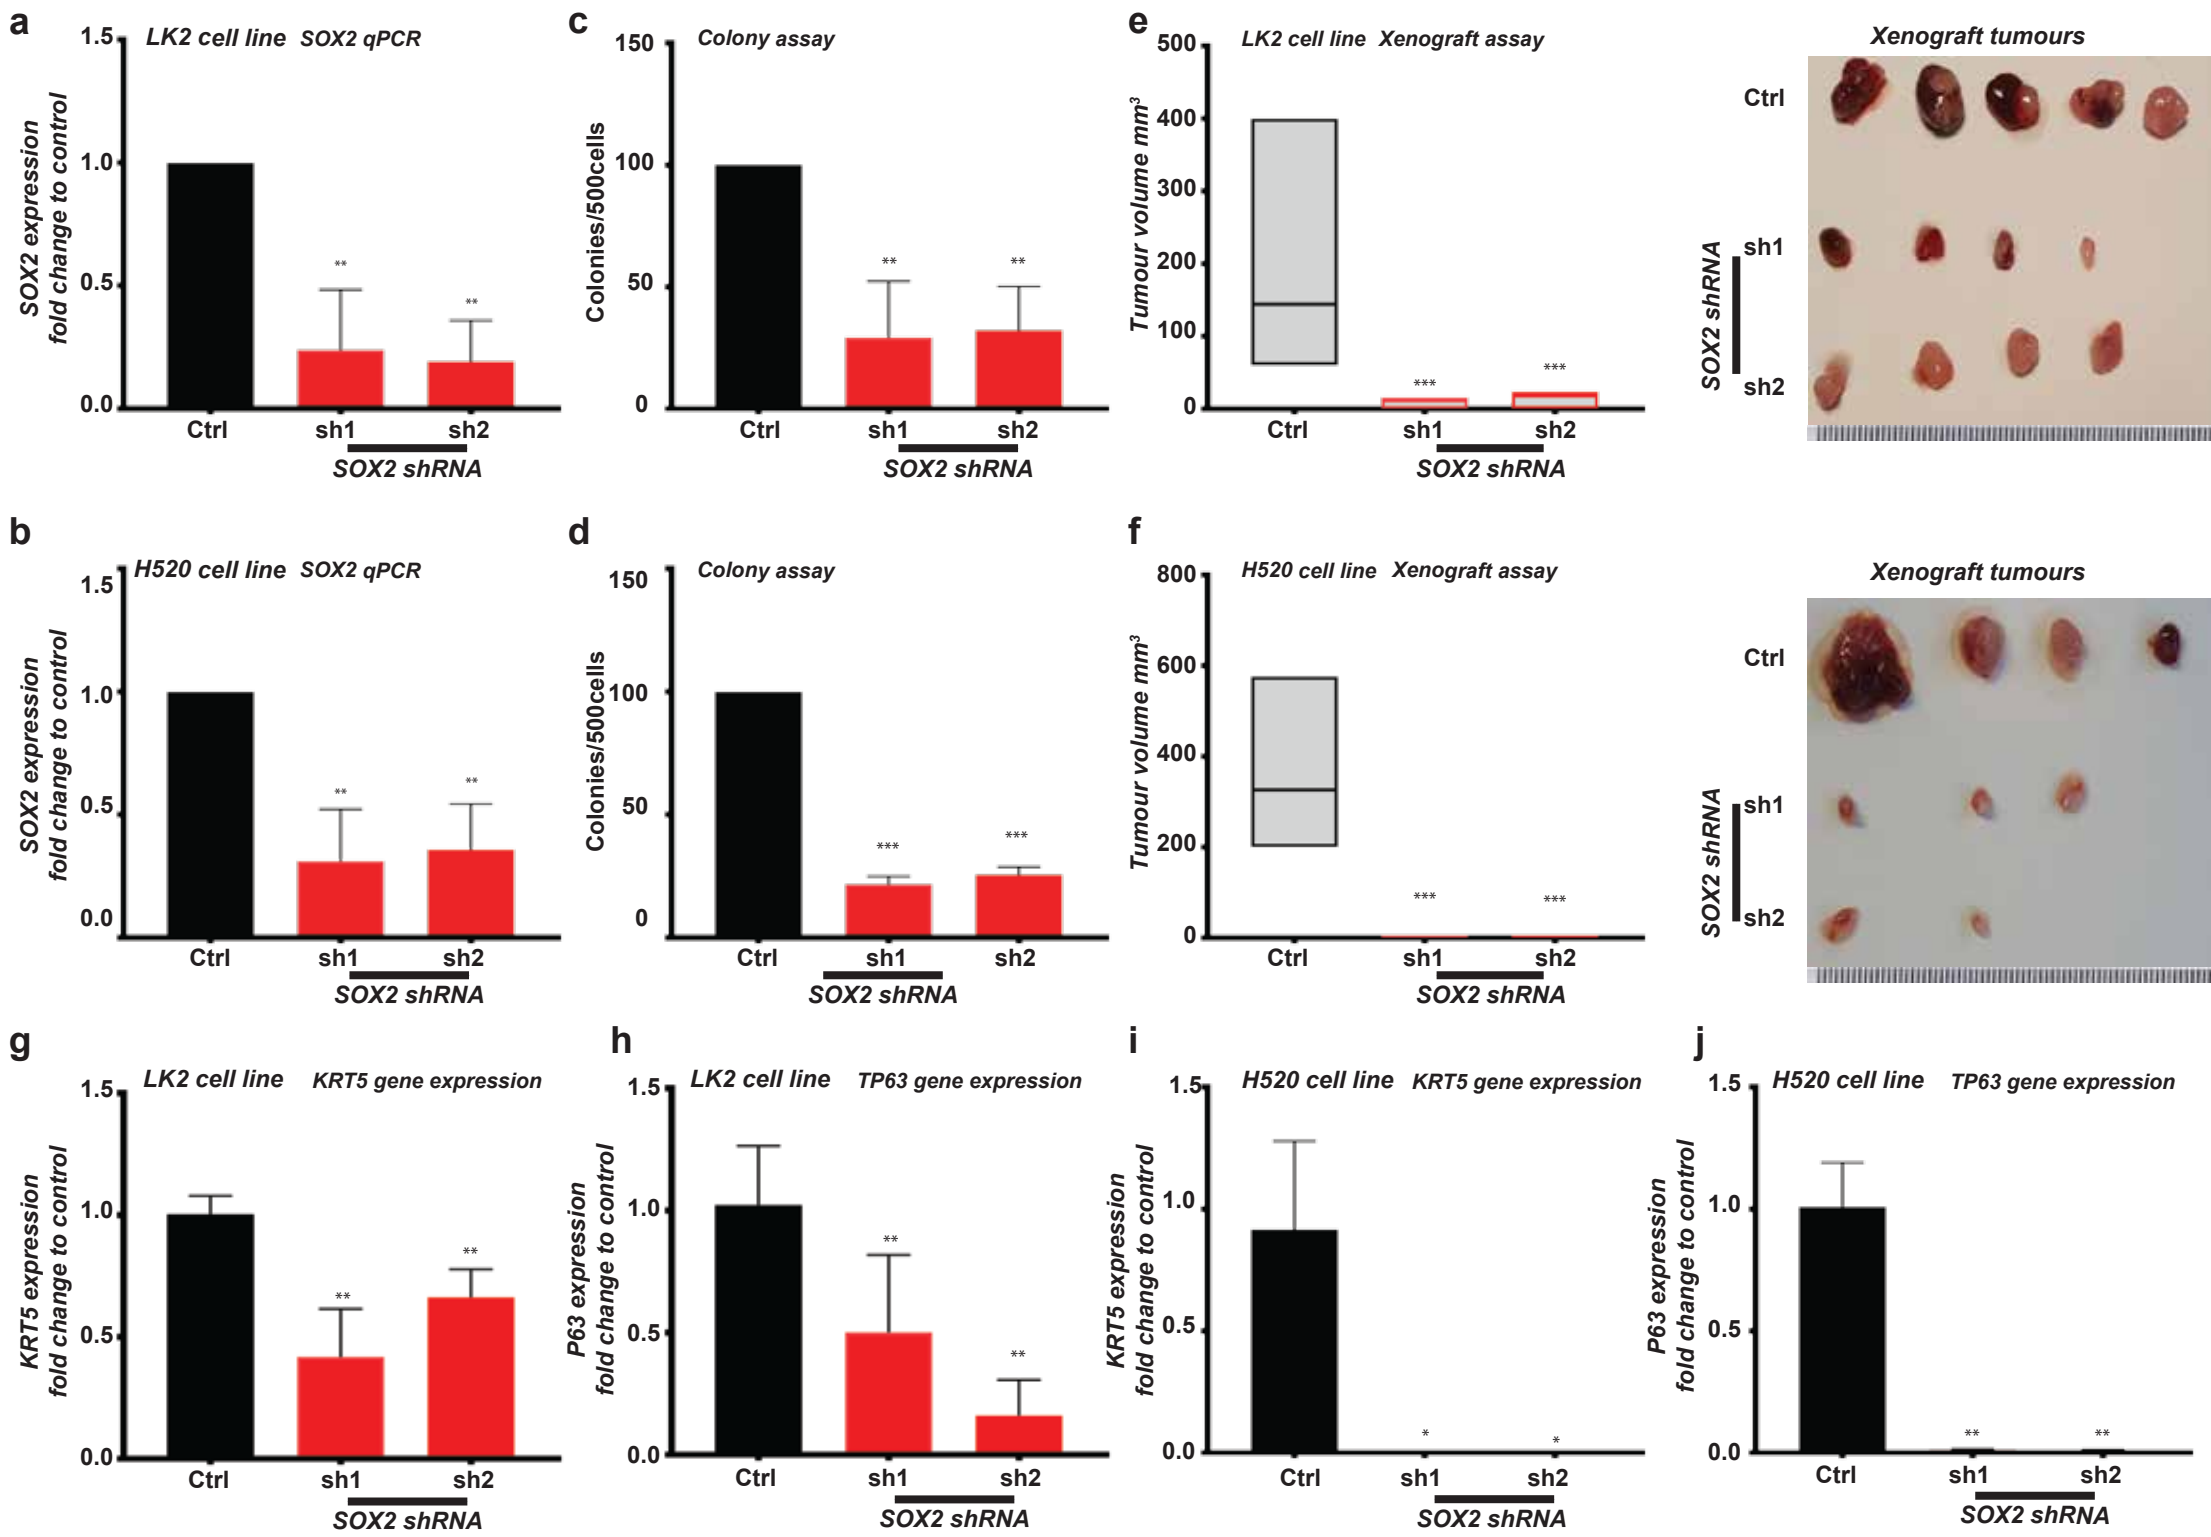 a
LK2 cell line SOX2 qPCR
SOX2 expression
fold change to control
1.5
1.0
0.5
0.0
**
**
Ctrl
sh1
sh2
SOX2 shRNA
c
Colony assay
Colonies/500cells
150
100
50
0
**
**
Ctrl
sh1
sh2
SOX2 shRNA
e
LK2 cell line Xenograft assay
Tumour volume mm³
500
400
300
200
100
0
***
***
Ctrl
sh1
sh2
SOX2 shRNA
Xenograft tumours
Ctrl
sh1
sh2
SOX2 shRNA
b
H520 cell line SOX2 qPCR
SOX2 expression
fold change to control
1.5
1.0
0.5
0.0
**
**
Ctrl
sh1
sh2
SOX2 shRNA
d
Colony assay
Colonies/500cells
150
100
50
0
***
***
Ctrl
sh1
sh2
SOX2 shRNA
f
H520 cell line Xenograft assay
Tumour volume mm³
800
600
400
200
0
***
***
Ctrl
sh1
sh2
SOX2 shRNA
Xenograft tumours
Ctrl
sh1
sh2
SOX2 shRNA
g
LK2 cell line KRT5 gene expression
KRT5 expression
fold change to control
1.5
1.0
0.5
0.0
**
**
Ctrl
sh1
sh2
SOX2 shRNA
h
LK2 cell line TP63 gene expression
P63 expression
fold change to control
1.5
1.0
0.5
0.0
**
**
Ctrl
sh1
sh2
SOX2 shRNA
i
H520 cell line KRT5 gene expression
KRT5 expression
fold change to control
1.5
1.0
0.5
0.0
*
*
Ctrl
sh1
sh2
SOX2 shRNA
j
H520 cell line TP63 gene expression
P63 expression
fold change to control
1.5
1.0
0.5
0.0
**
**
Ctrl
sh1
sh2
SOX2 shRNA